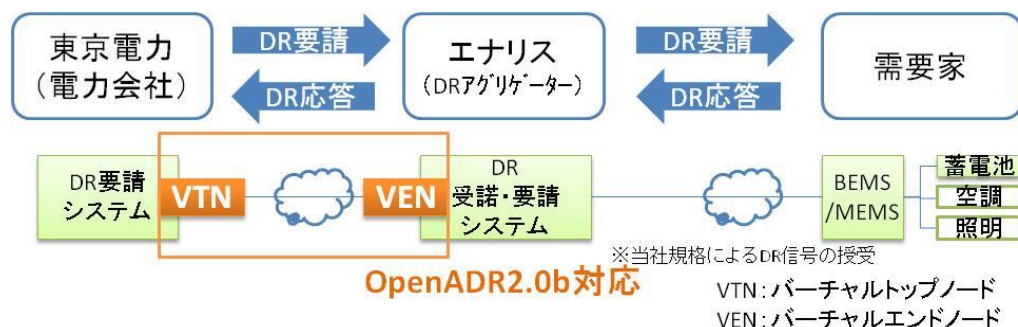 東京電力
(電力会社)
DR要請
DR応答
エナリス
(DRアグリゲーター)
DR要請
DR応答
需要家
DR要請
システム
VTN
VEN
DR
受諾・要請
システム
BEMS
/MEMS
蓄電池
空調
照明
※当社規格によるDR信号の授受
OpenADR2.0b対応
VTN:バーチャルトップノード
VEN:バーチャルエンドノード